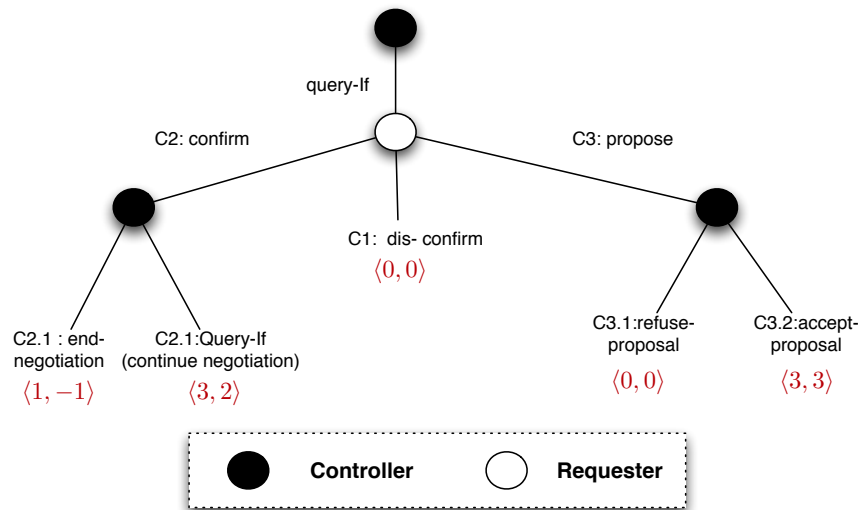 query-If
C2: confirm
C3: propose
C1: dis- confirm
⟨0, 0⟩
C2.1 : end-
negotiation
⟨1, −1⟩
C2.1:Query-If
(continue negotiation)
⟨3, 2⟩
C3.1:refuse-
proposal
⟨0, 0⟩
C3.2:accept-
proposal
⟨3, 3⟩
Controller
Requester